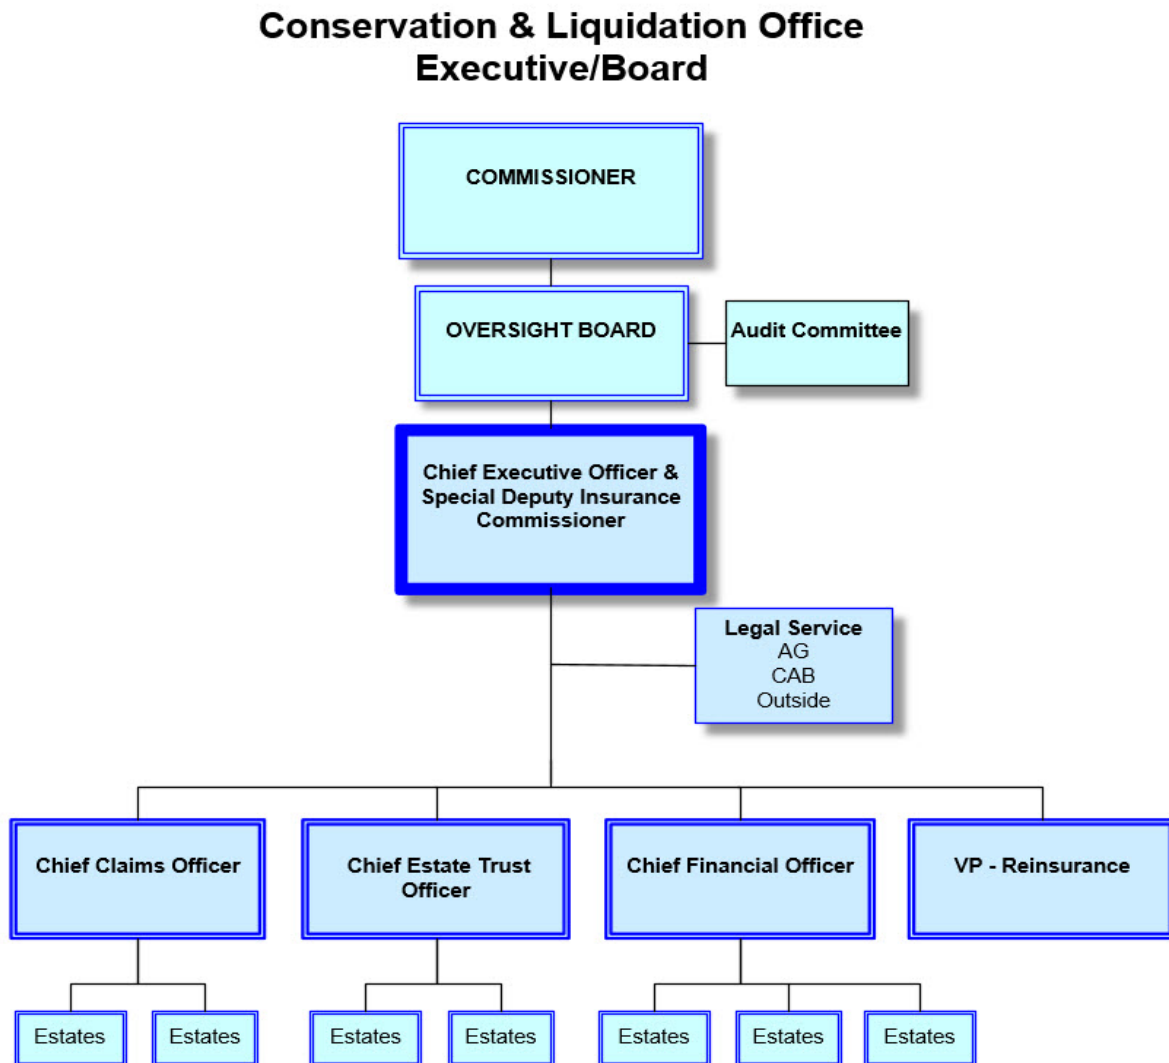 Conservation & Liquidation Office
Executive/Board
COMMISSIONER
OVERSIGHT BOARD
Audit Committee
Chief Executive Officer &
Special Deputy Insurance
Commissioner
Legal Service
AG
CAB
Outside
Chief Claims Officer
Chief Estate Trust
Officer
Chief Financial Officer
VP - Reinsurance
Estates
Estates
Estates
Estates
Estates
Estates
Estates